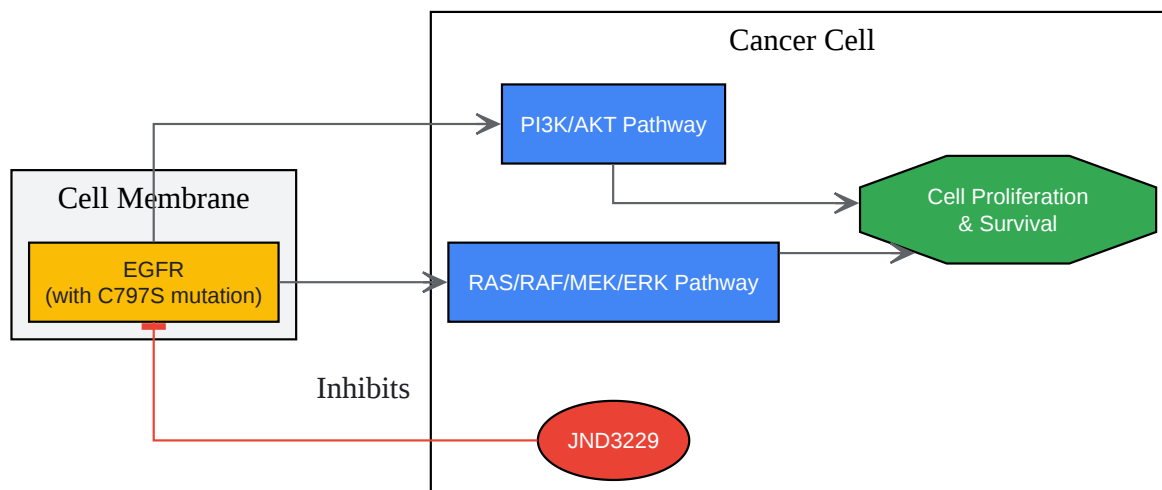 Cancer Cell
PI3K/AKT Pathway
Cell Membrane
Cell Proliferation
& Survival
EGFR
(with C797S mutation)
RAS/RAF/MEK/ERK Pathway
Inhibits
JND3229